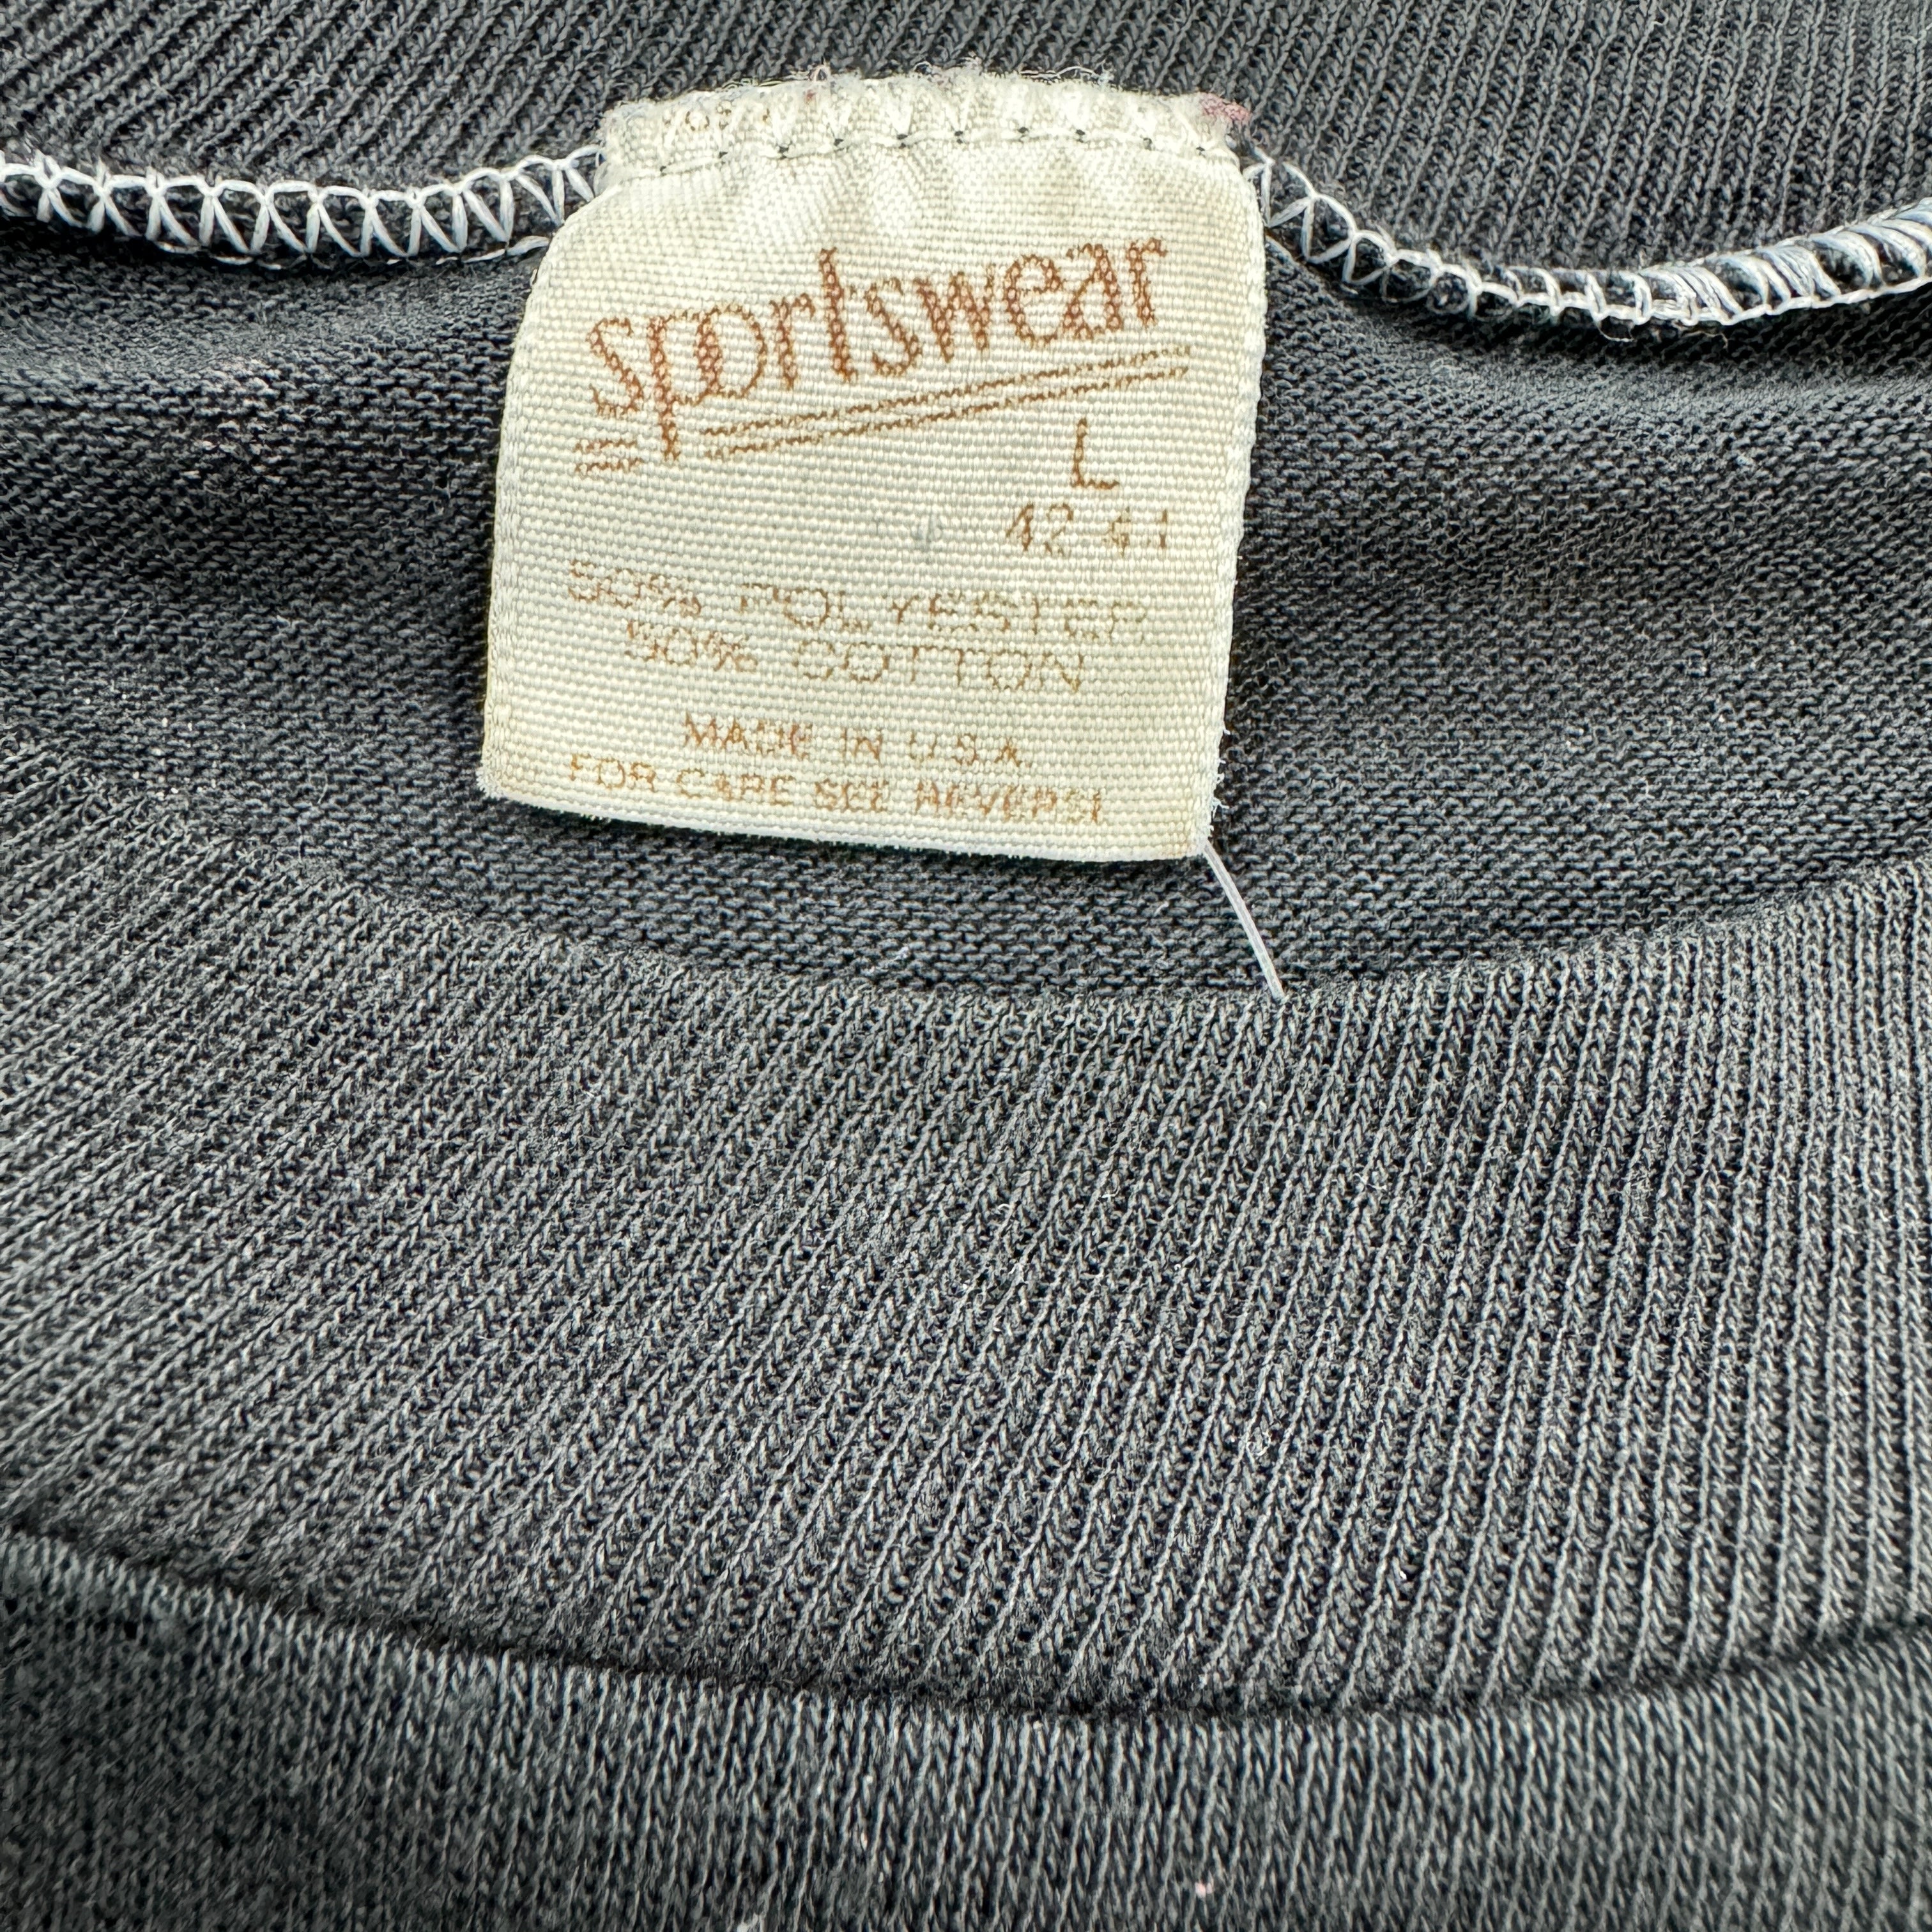 sportswear
L
42-44
50% POLYESTER
50% COTTON
MADE IN U.S.A.
FOR CARE SEE REVERSE